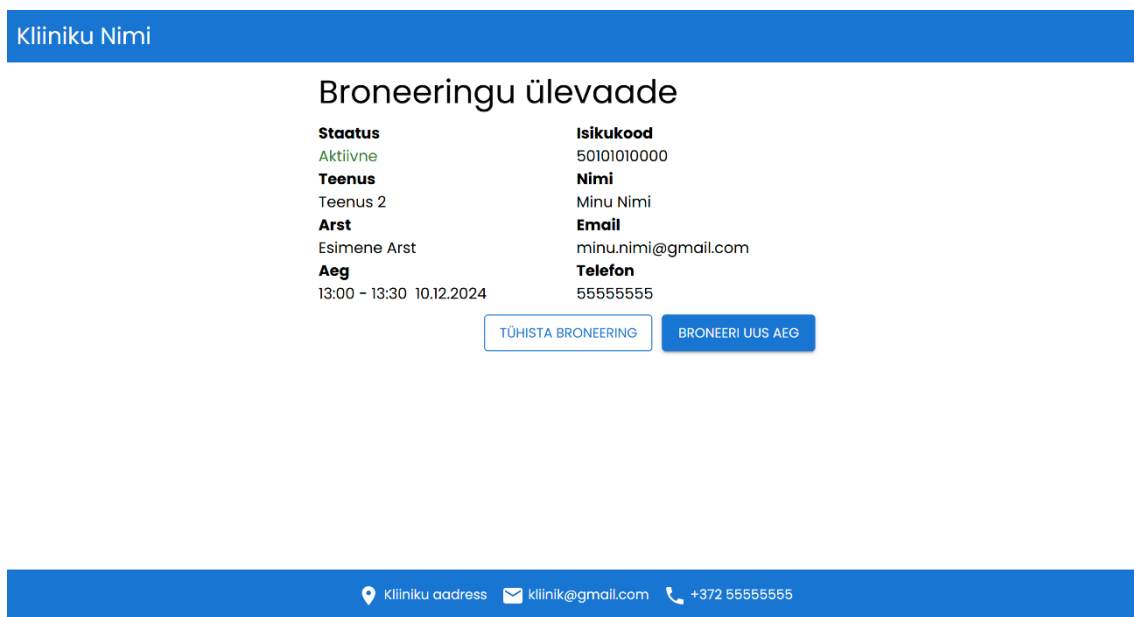 Kliiniku Nimi
Broneeringu ülevaade
Staatus
Aktiivne
Teenus
Teenus 2
Arst
Esimene Arst
Aeg
13:00 - 13:30 10.12.2024
Isikukood
50101010000
Nimi
Minu Nimi
Email
minu.nimi@gmail.com
Telefon
55555555
TÜHISTA BRONEERING
BRONEERI UUS AEG
Kliiniku aadress kliinik@gmail.com +372 55555555